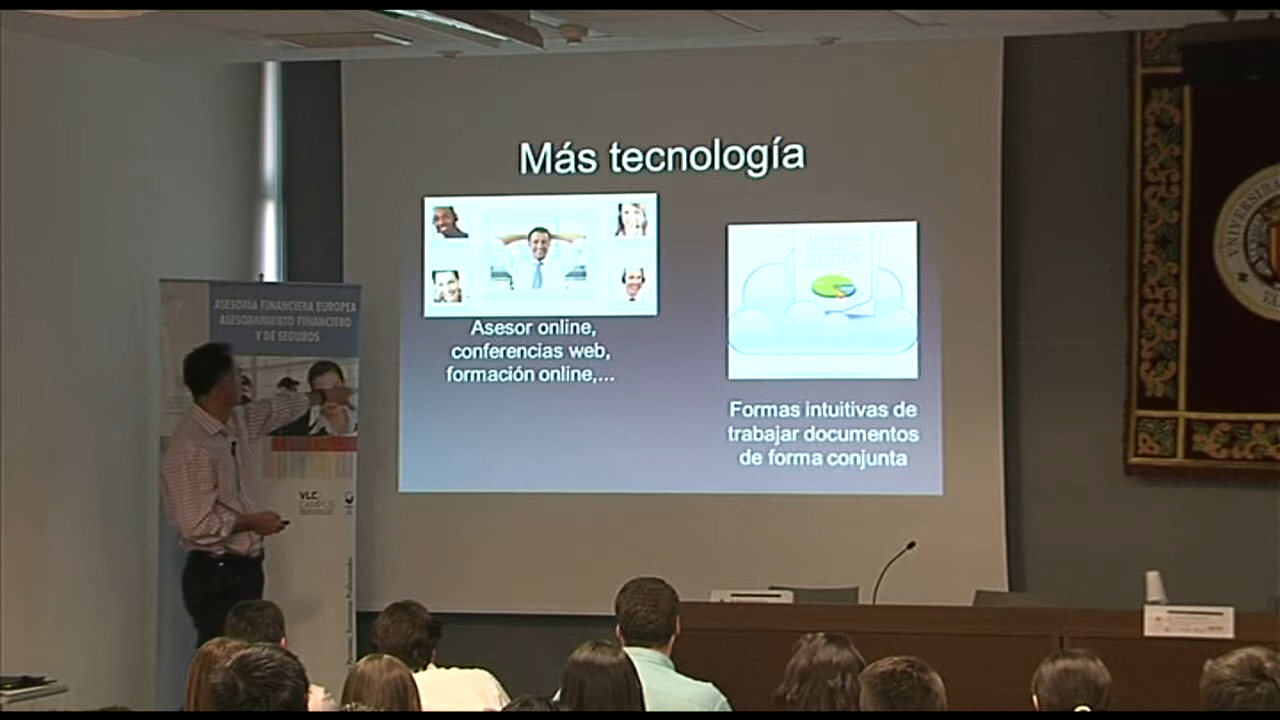 Más tecnología
Asesor online,
conferencias web,
formación online,...
Formas intuitivas de
trabajar documentos
de forma conjunta
ASESORÍA FINANCIERA EUROPEA
ASESORAMIENTO FINANCIERO
Y DE SEGUROS
VLC
CAMPUS